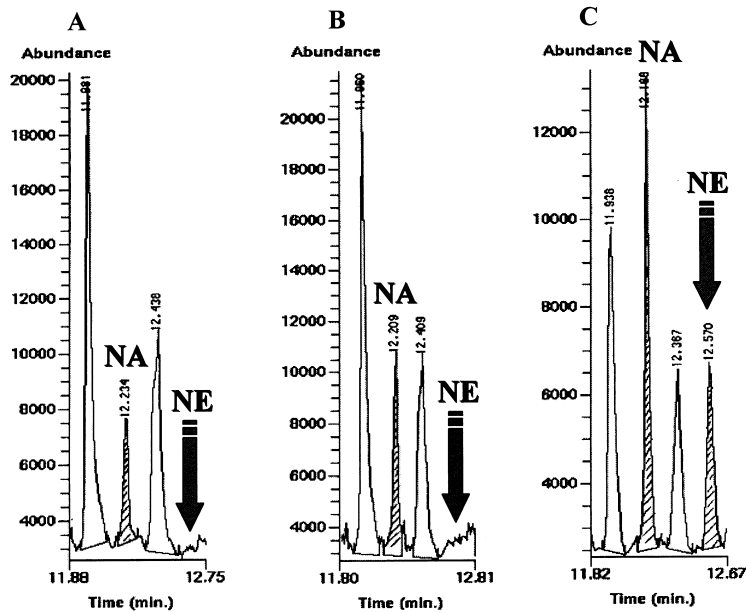 A
Abundance
20000
18000
16000
14000
12000
10000
8000
6000
4000
11.981
NA
12.234
12.438
NE
11.88
12.75
Time (min.)
B
Abundance
20000
18000
16000
14000
12000
10000
8000
6000
4000
11.960
NA
12.209
12.409
NE
11.80
12.81
Time (min.)
C
Abundance
12000
10000
8000
6000
4000
11.938
NA
12.188
12.367
NE
12.570
11.82
12.67
Time (min.)